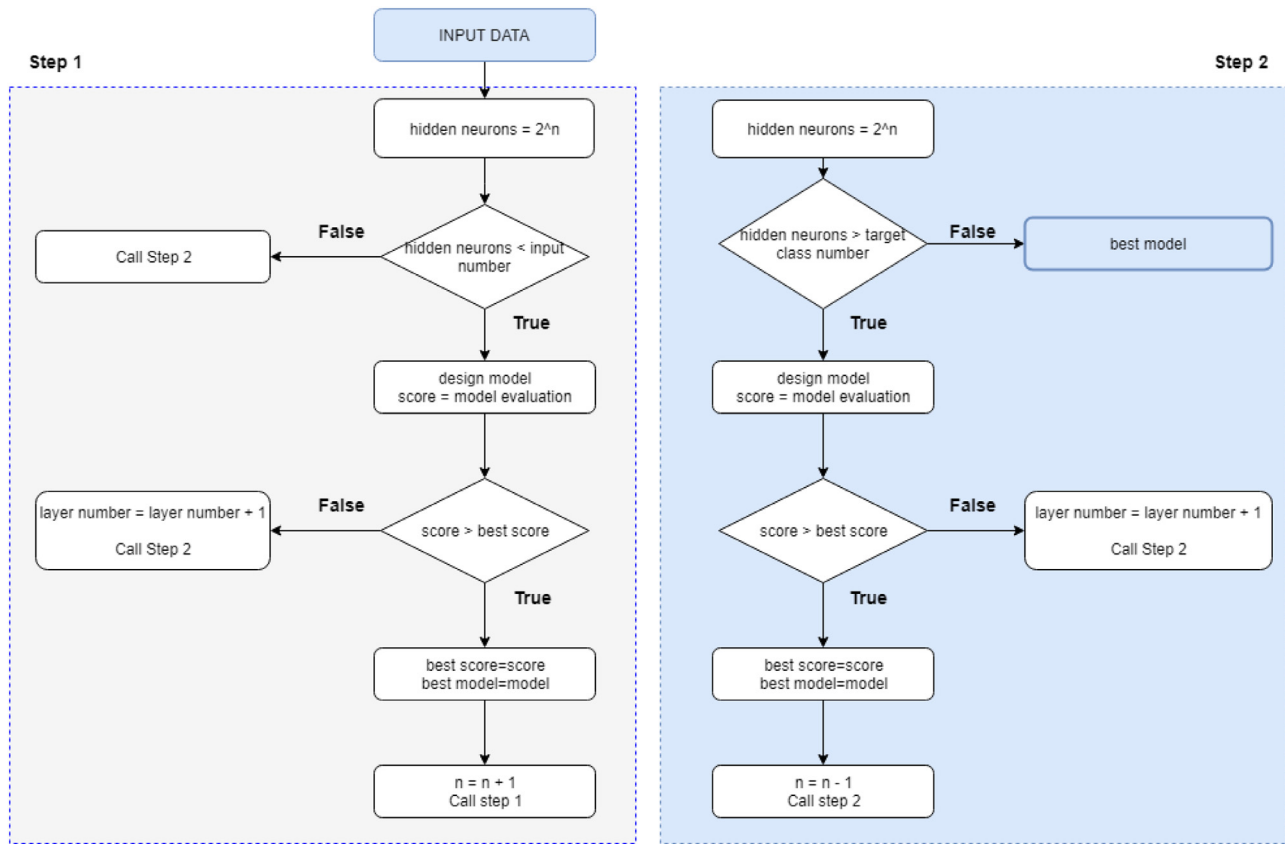 INPUT DATA
Step 1
hidden neurons = 2^n
hidden neurons < input
number
False
Call Step 2
True
design model
score = model evaluation
score > best score
False
layer number = layer number + 1
Call Step 2
True
best score=score
best model=model
n = n + 1
Call step 1
Step 2
hidden neurons = 2^n
hidden neurons > target
class number
False
best model
True
design model
score = model evaluation
score > best score
False
layer number = layer number + 1
Call Step 2
True
best score=score
best model=model
n = n - 1
Call step 2